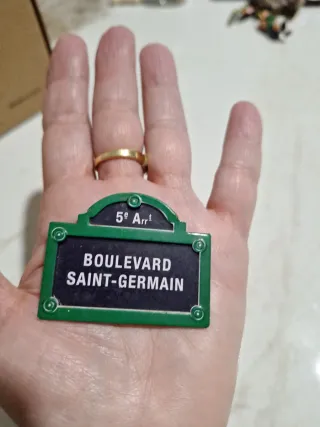 5e Arrt
BOULEVARD
SAINT-GERMAIN